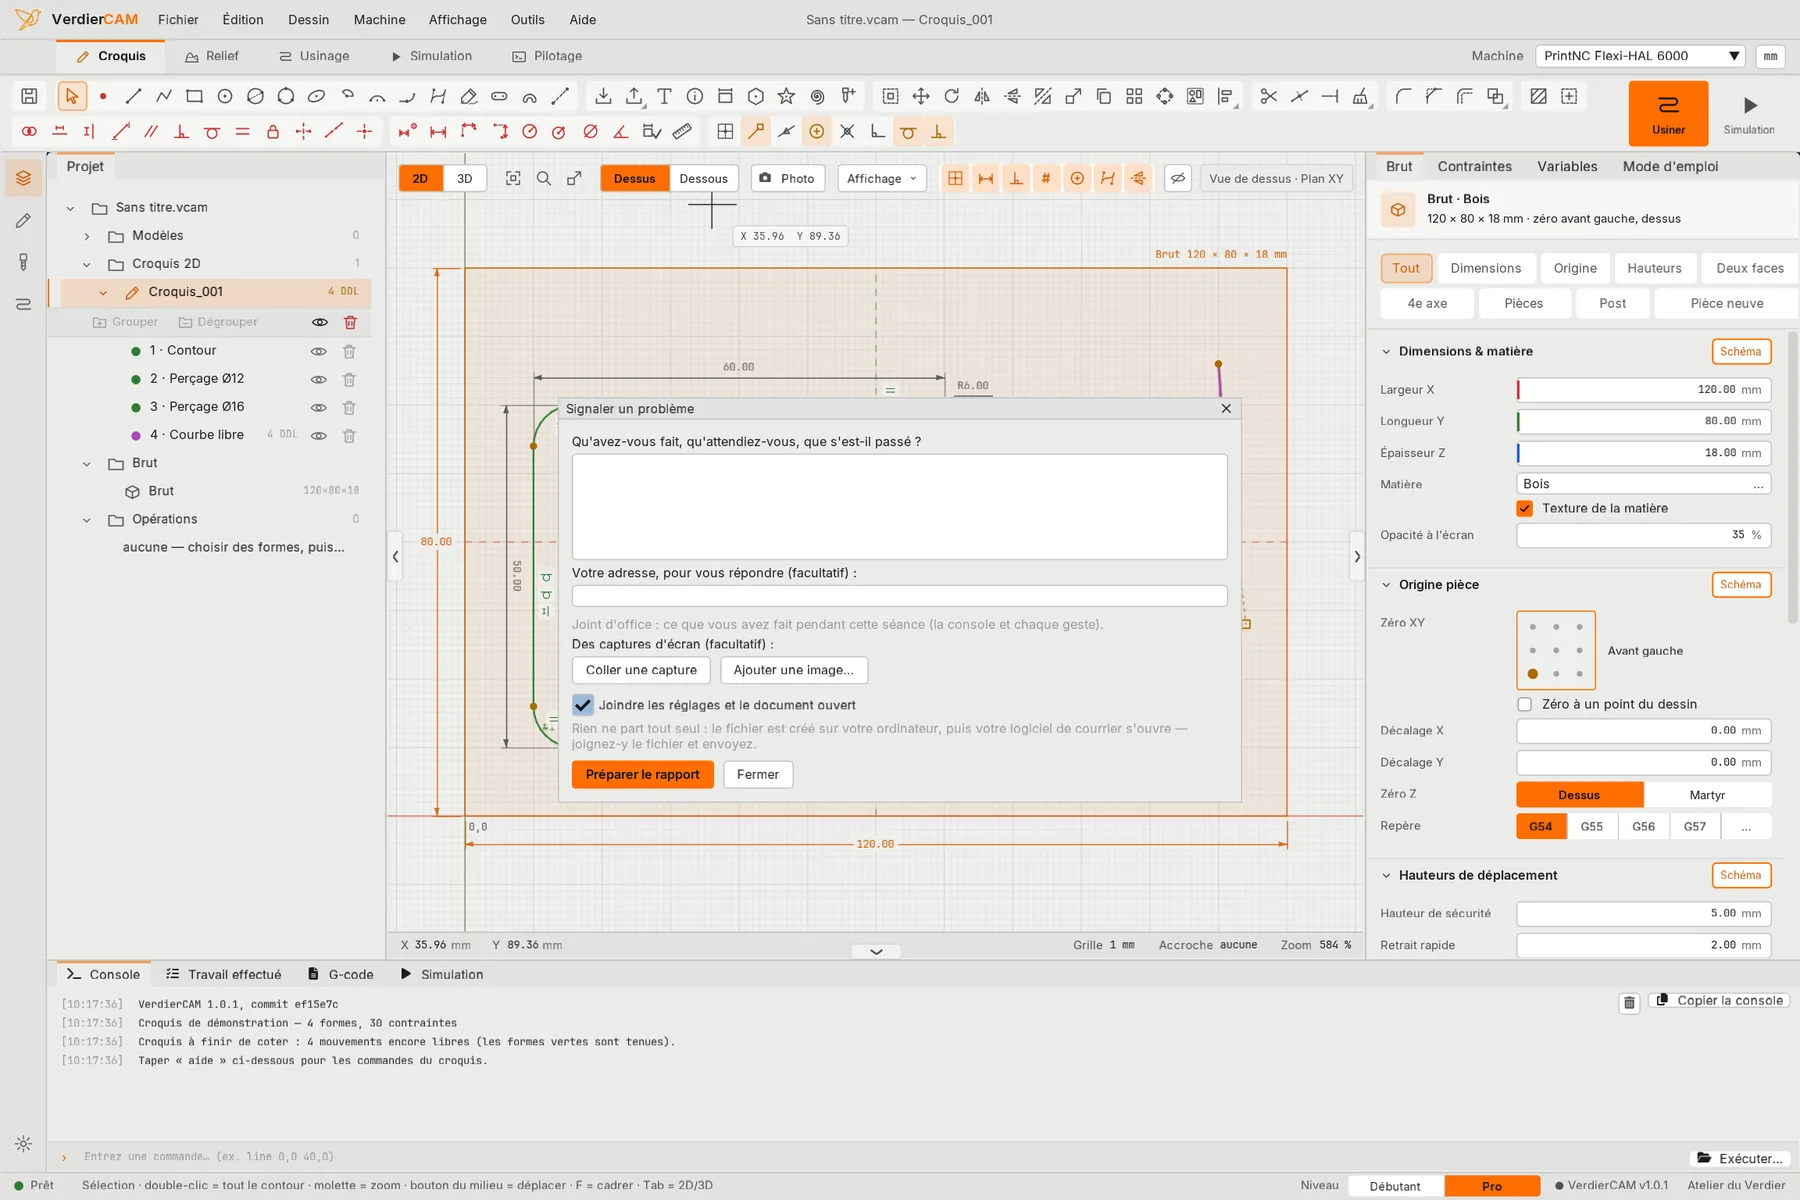 VerdierCAM Fichier Édition Dessin Machine Affichage Outils Aide Sans titre.vcam — Croquis_001
Croquis Relief Usinage Simulation Pilotage Machine PrintNC Flexi-HAL 6000 mm
Usiner Simulation
Projet
2D 3D Dessus Dessous Photo Affichage Vue de dessus · Plan XY
Brut Contraintes Variables Mode d'emploi
Sans titre.vcam
Modèles 0
Croquis 2D 1
Croquis_001 4 DDL
Grouper Dégrouper
1 · Contour
2 · Perçage Ø12
3 · Perçage Ø16
4 · Courbe libre 4 DDL
Brut
Brut 120×80×18
Opérations 0
aucune — choisir des formes, puis...
X 35.96 Y 89.36
Brut 120 × 80 × 18 mm
60.00
R6.00
80.00
50.00
0,0
120.00
Signaler un problème
Qu'avez-vous fait, qu'attendiez-vous, que s'est-il passé ?
Votre adresse, pour vous répondre (facultatif) :
Joint d'office : ce que vous avez fait pendant cette séance (la console et chaque geste).
Des captures d'écran (facultatif) :
Coller une capture Ajouter une image...
Joindre les réglages et le document ouvert
Rien ne part tout seul : le fichier est créé sur votre ordinateur, puis votre logiciel de courrier s'ouvre —
joignez-y le fichier et envoyez.
Préparer le rapport Fermer
X 35.96 mm Y 89.36 mm Grille 1 mm Accroche aucune Zoom 584 %
Brut · Bois
120 × 80 × 18 mm · zéro avant gauche, dessus
Tout Dimensions Origine Hauteurs Deux faces
4e axe Pièces Post Pièce neuve
Dimensions & matière Schéma
Largeur X 120.00 mm
Longueur Y 80.00 mm
Épaisseur Z 18.00 mm
Matière Bois ...
Texture de la matière
Opacité à l'écran 35 %
Origine pièce Schéma
Zéro XY Avant gauche
Zéro à un point du dessin
Décalage X 0.00 mm
Décalage Y 0.00 mm
Zéro Z Dessus Martyr
Repère G54 G55 G56 G57 ...
Hauteurs de déplacement Schéma
Hauteur de sécurité 5.00 mm
Retrait rapide 2.00 mm
Console Travail effectué G-code Simulation
Copier la console
[10:17:36] VerdierCAM 1.0.1, commit ef15e7c
[10:17:36] Croquis de démonstration — 4 formes, 30 contraintes
[10:17:36] Croquis à finir de coter : 4 mouvements encore libres (les formes vertes sont tenues).
[10:17:36] Taper « aide » ci-dessous pour les commandes du croquis.
› Entrez une commande… (ex. line 0,0 40,0) Exécuter...
Prêt Sélection · double-clic = tout le contour · molette = zoom · bouton du milieu = déplacer · F = cadrer · Tab = 2D/3D Niveau Débutant Pro VerdierCAM v1.0.1 Atelier du Verdier